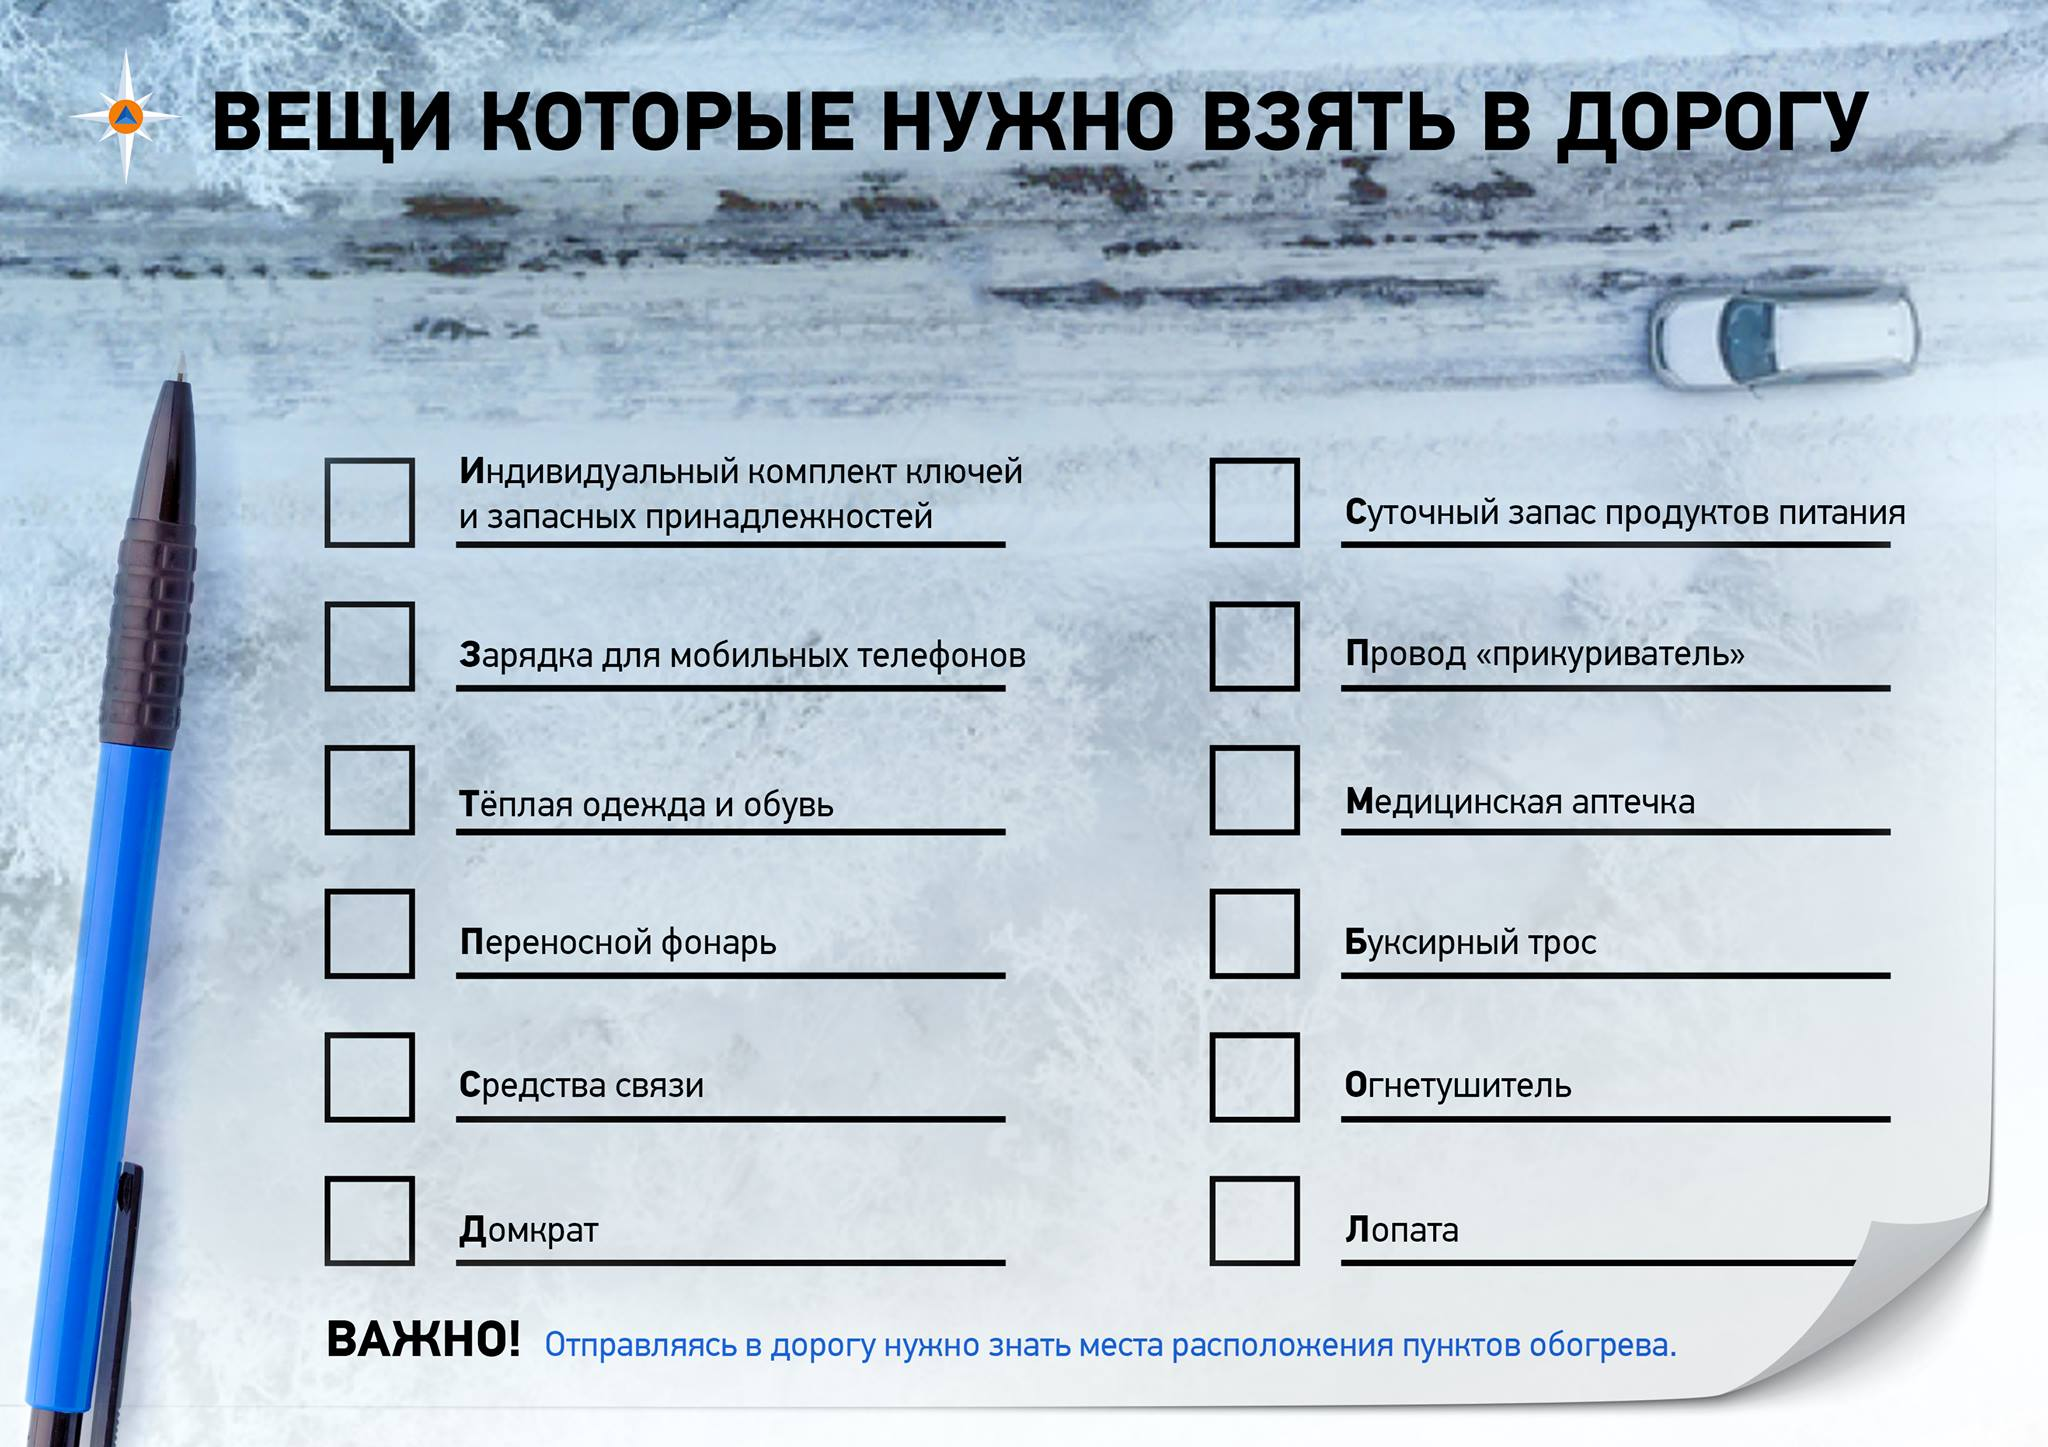 ВЕЩИ КОТОРЫЕ НУЖНО ВЗЯТЬ В ДОРОГУ
Индивидуальный комплект ключей
и запасных принадлежностей
Зарядка для мобильных телефонов
Тёплая одежда и обувь
Переносной фонарь
Средства связи
Домкрат
Суточный запас продуктов питания
Провод «прикуриватель»
Медицинская аптечка
Буксирный трос
Огнетушитель
Лопата
ВАЖНО! Отправляясь в дорогу нужно знать места расположения пунктов обогрева.